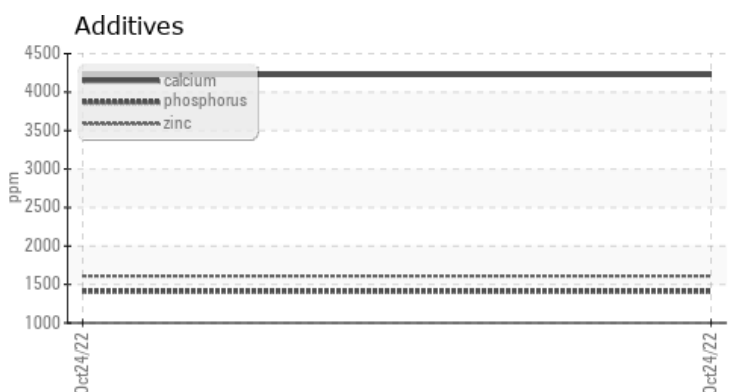 Additives
4500
4000
3500
3000
2500
2000
1500
1000
ppm
calcium
phosphorus
zinc
Oct24/22
Oct24/22